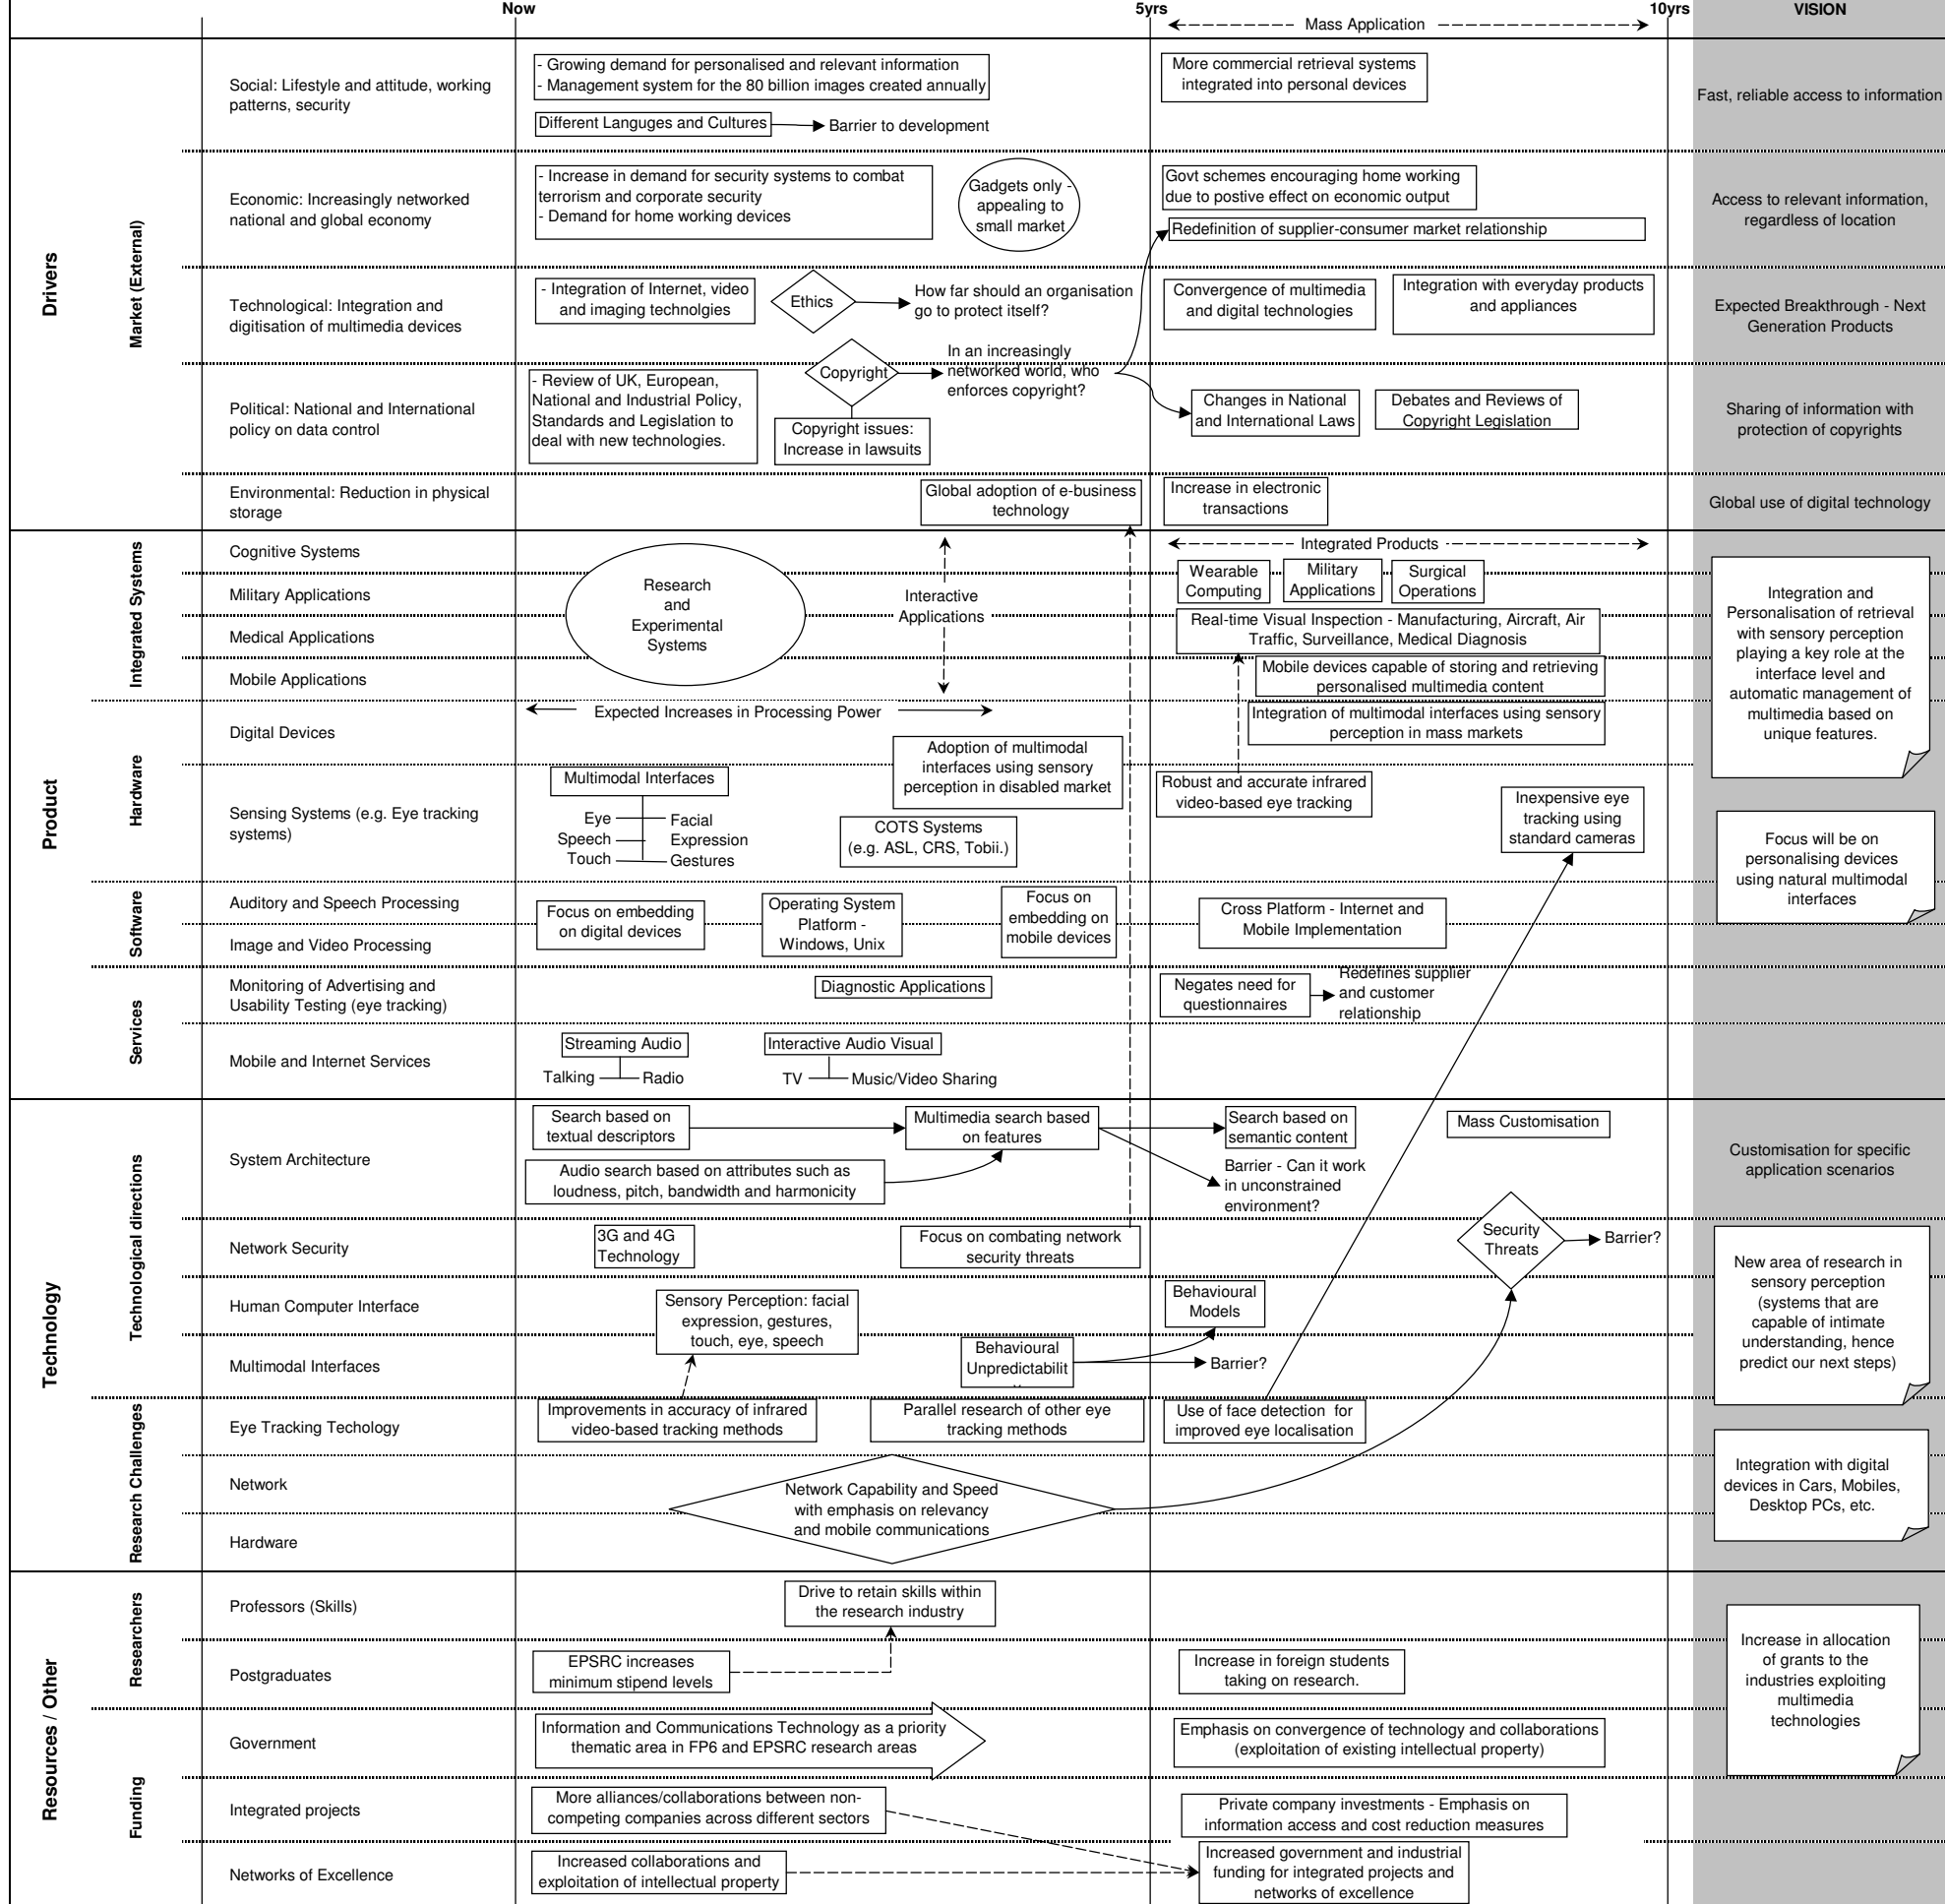 Now
5yrs
10yrs
VISION
Mass Application
Drivers
Market (External)
Social: Lifestyle and attitude, working
patterns, security
- Growing demand for personalised and relevant information
- Management system for the 80 billion images created annually
Different Languges and Cultures
Barrier to development
More commercial retrieval systems
integrated into personal devices
Fast, reliable access to information
Economic: Increasingly networked
national and global economy
- Increase in demand for security systems to combat
terrorism and corporate security
- Demand for home working devices
Gadgets only -
appealing to
small market
Govt schemes encouraging home working
due to postive effect on economic output
Redefinition of supplier-consumer market relationship
Access to relevant information,
regardless of location
Technological: Integration and
digitisation of multimedia devices
- Integration of Internet, video
and imaging technolgies
Ethics
How far should an organisation
go to protect itself?
Convergence of multimedia
and digital technologies
Integration with everyday products
and appliances
Expected Breakthrough - Next
Generation Products
Political: National and International
policy on data control
- Review of UK, European,
National and Industrial Policy,
Standards and Legislation to
deal with new technologies.
Copyright
In an increasingly
networked world, who
enforces copyright?
Copyright issues:
Increase in lawsuits
Changes in National
and International Laws
Debates and Reviews of
Copyright Legislation
Sharing of information with
protection of copyrights
Environmental: Reduction in physical
storage
Global adoption of e-business
technology
Increase in electronic
transactions
Global use of digital technology
Product
Integrated Systems
Cognitive Systems
Military Applications
Medical Applications
Mobile Applications
Research
and
Experimental
Systems
Interactive
Applications
Integrated Products
Wearable
Computing
Military
Applications
Surgical
Operations
Real-time Visual Inspection - Manufacturing, Aircraft, Air
Traffic, Surveillance, Medical Diagnosis
Mobile devices capable of storing and retrieving
personalised multimedia content
Integration and
Personalisation of retrieval
with sensory perception
playing a key role at the
interface level and
automatic management of
multimedia based on
unique features.
Hardware
Digital Devices
Expected Increases in Processing Power
Adoption of multimodal
interfaces using sensory
perception in disabled market
Integration of multimodal interfaces using sensory
perception in mass markets
Sensing Systems (e.g. Eye tracking
systems)
Multimodal Interfaces
Eye
Speech
Touch
Facial
Expression
Gestures
COTS Systems
(e.g. ASL, CRS, Tobii.)
Robust and accurate infrared
video-based eye tracking
Inexpensive eye
tracking using
standard cameras
Focus will be on
personalising devices
using natural multimodal
interfaces
Software
Auditory and Speech Processing
Image and Video Processing
Focus on embedding
on digital devices
Operating System
Platform -
Windows, Unix
Focus on
embedding on
mobile devices
Cross Platform - Internet and
Mobile Implementation
Services
Monitoring of Advertising and
Usability Testing (eye tracking)
Diagnostic Applications
Negates need for
questionnaires
Redefines supplier
and customer
relationship
Mobile and Internet Services
Streaming Audio
Talking
Radio
Interactive Audio Visual
TV
Music/Video Sharing
Technology
Technological directions
System Architecture
Search based on
textual descriptors
Multimedia search based
on features
Search based on
semantic content
Mass Customisation
Audio search based on attributes such as
loudness, pitch, bandwidth and harmonicity
Barrier - Can it work
in unconstrained
environment?
Customisation for specific
application scenarios
Network Security
3G and 4G
Technology
Focus on combating network
security threats
Security
Threats
Barrier?
Human Computer Interface
Sensory Perception: facial
expression, gestures,
touch, eye, speech
Behavioural
Models
Multimodal Interfaces
Behavioural
Unpredictabilit
Barrier?
New area of research in
sensory perception
(systems that are
capable of intimate
understanding, hence
predict our next steps)
Research Challenges
Eye Tracking Techology
Improvements in accuracy of infrared
video-based tracking methods
Parallel research of other eye
tracking methods
Use of face detection for
improved eye localisation
Network
Hardware
Network Capability and Speed
with emphasis on relevancy
and mobile communications
Integration with digital
devices in Cars, Mobiles,
Desktop PCs, etc.
Resources / Other
Researchers
Professors (Skills)
Drive to retain skills within
the research industry
Postgraduates
EPSRC increases
minimum stipend levels
Increase in foreign students
taking on research.
Increase in allocation
of grants to the
industries exploiting
multimedia
technologies
Funding
Government
Information and Communications Technology as a priority
thematic area in FP6 and EPSRC research areas
Emphasis on convergence of technology and collaborations
(exploitation of existing intellectual property)
Integrated projects
More alliances/collaborations between non-
competing companies across different sectors
Private company investments - Emphasis on
information access and cost reduction measures
Networks of Excellence
Increased collaborations and
exploitation of intellectual property
Increased government and industrial
funding for integrated projects and
networks of excellence